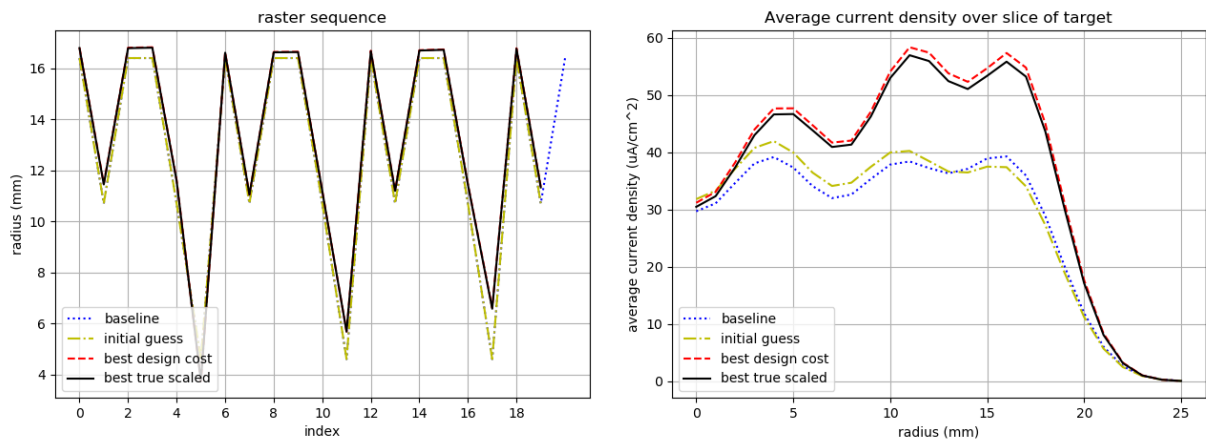 raster sequence
radius (mm)
16
14
12
10
8
6
4
0
2
4
6
8
10
12
14
16
18
index
baseline
initial guess
best design cost
best true scaled
Average current density over slice of target
average current density (uA/cm^2)
60
50
40
30
20
10
0
0
5
10
15
20
25
radius (mm)
baseline
initial guess
best design cost
best true scaled